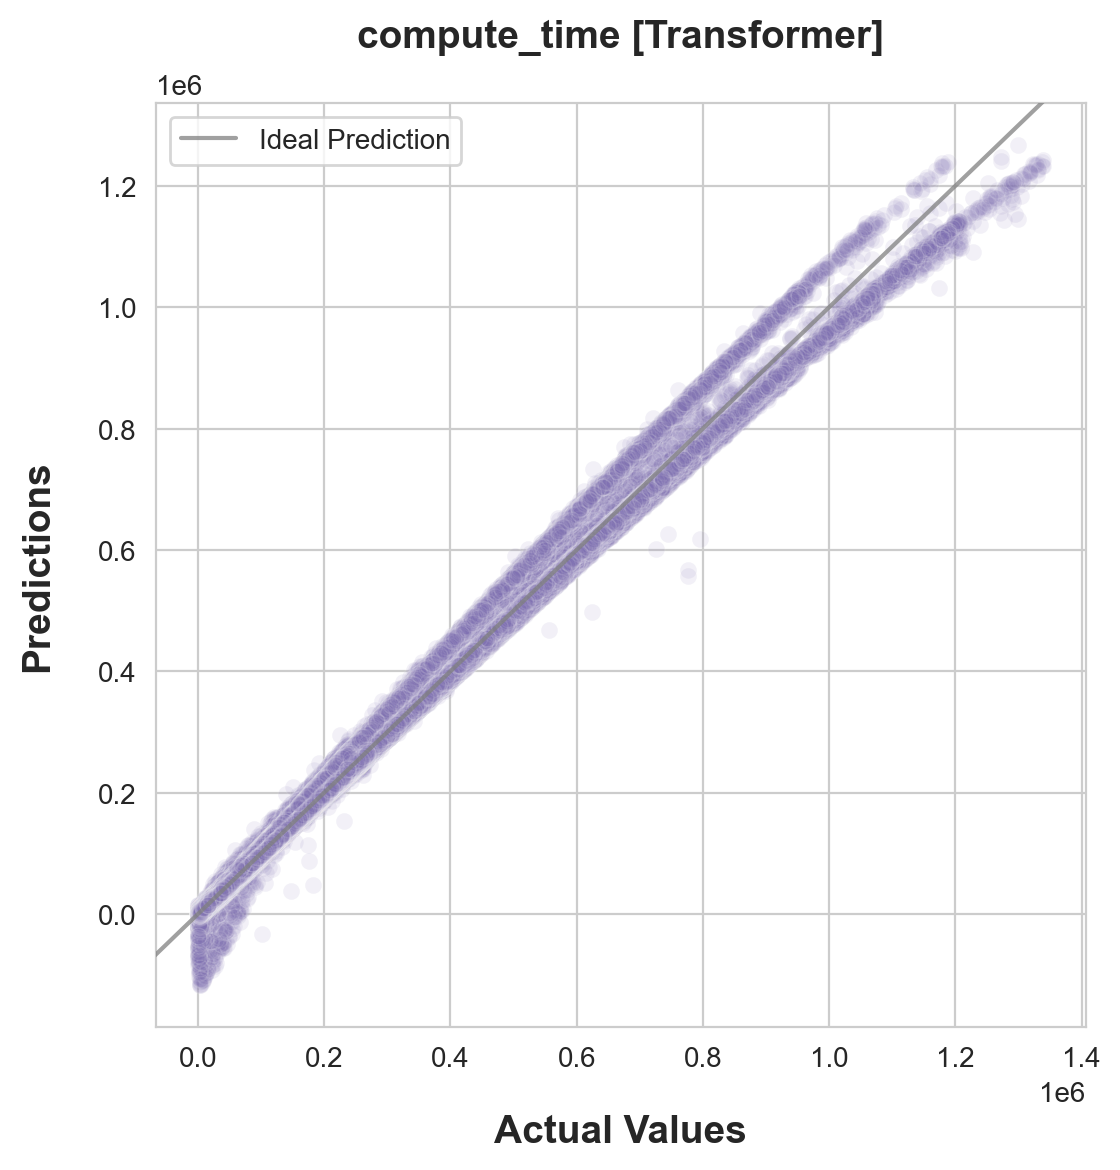 compute_time [Transformer]
1e6
Ideal Prediction
1.2
1.0
0.8
0.6
0.4
0.2
0.0
Predictions
0.0 0.2 0.4 0.6 0.8 1.0 1.2 1.4
1e6
Actual Values